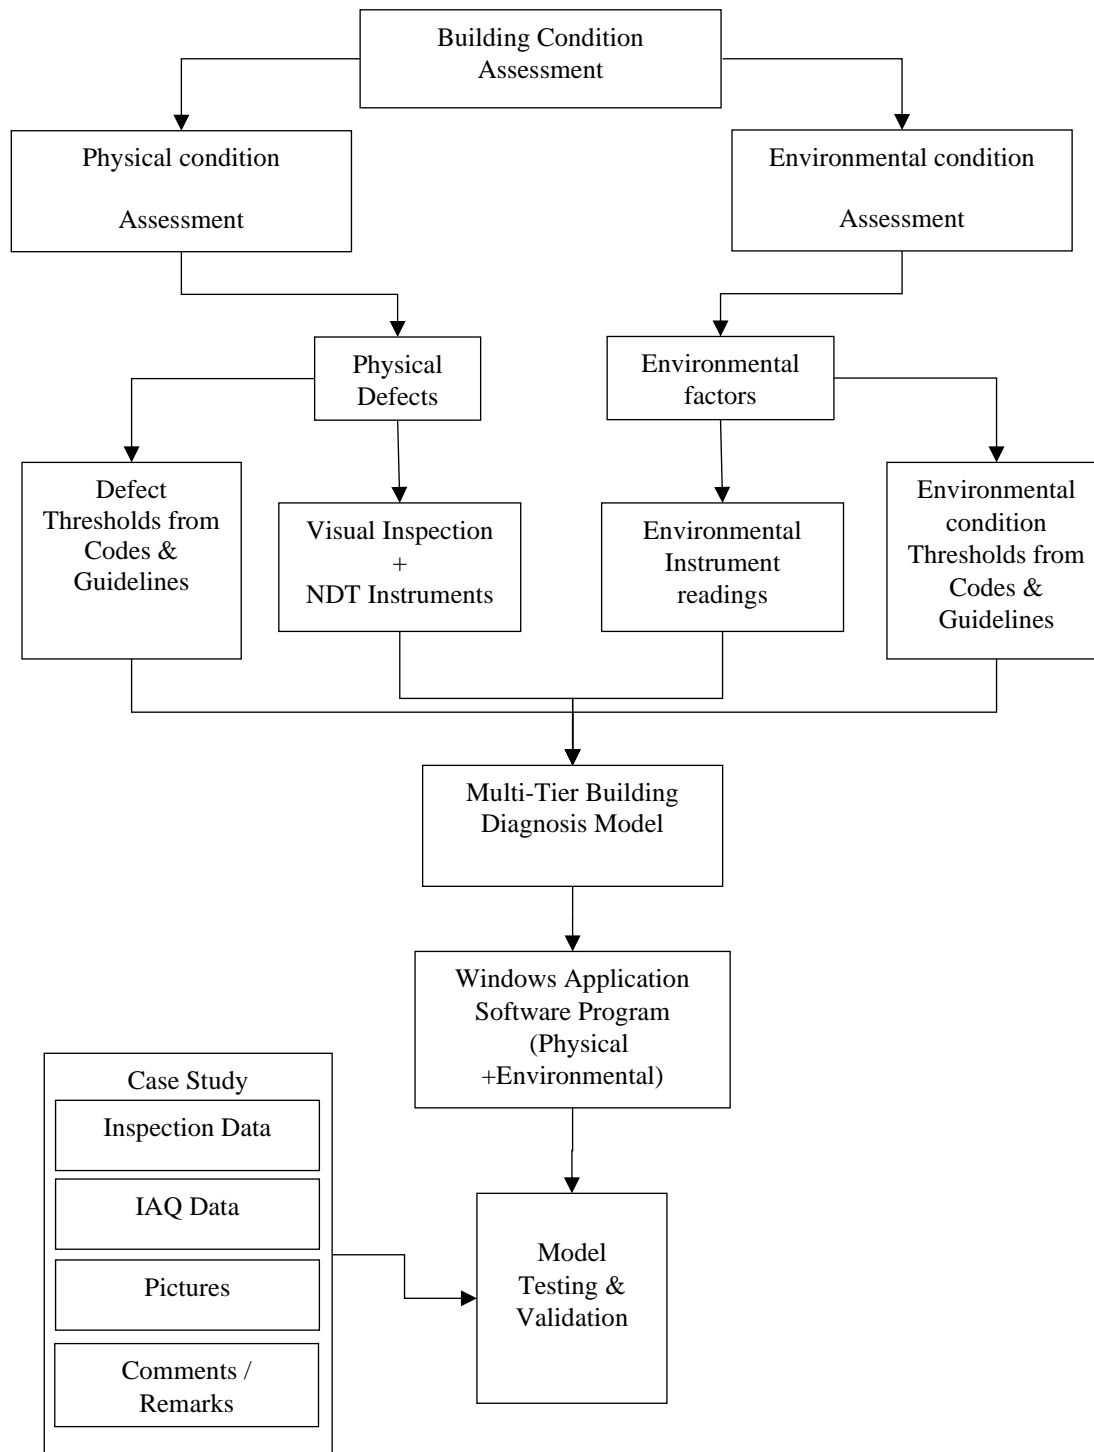 Building Condition
Assessment
Physical condition
Assessment
Environmental condition
Assessment
Physical
Defects
Environmental
factors
Defect
Thresholds from
Codes &
Guidelines
Visual Inspection
+
NDT Instruments
Environmental
Instrument
readings
Environmental
condition
Thresholds from
Codes &
Guidelines
Multi-Tier Building
Diagnosis Model
Windows Application
Software Program
(Physical
+Environmental)
Case Study
Inspection Data
IAQ Data
Pictures
Comments /
Remarks
Model
Testing &
Validation